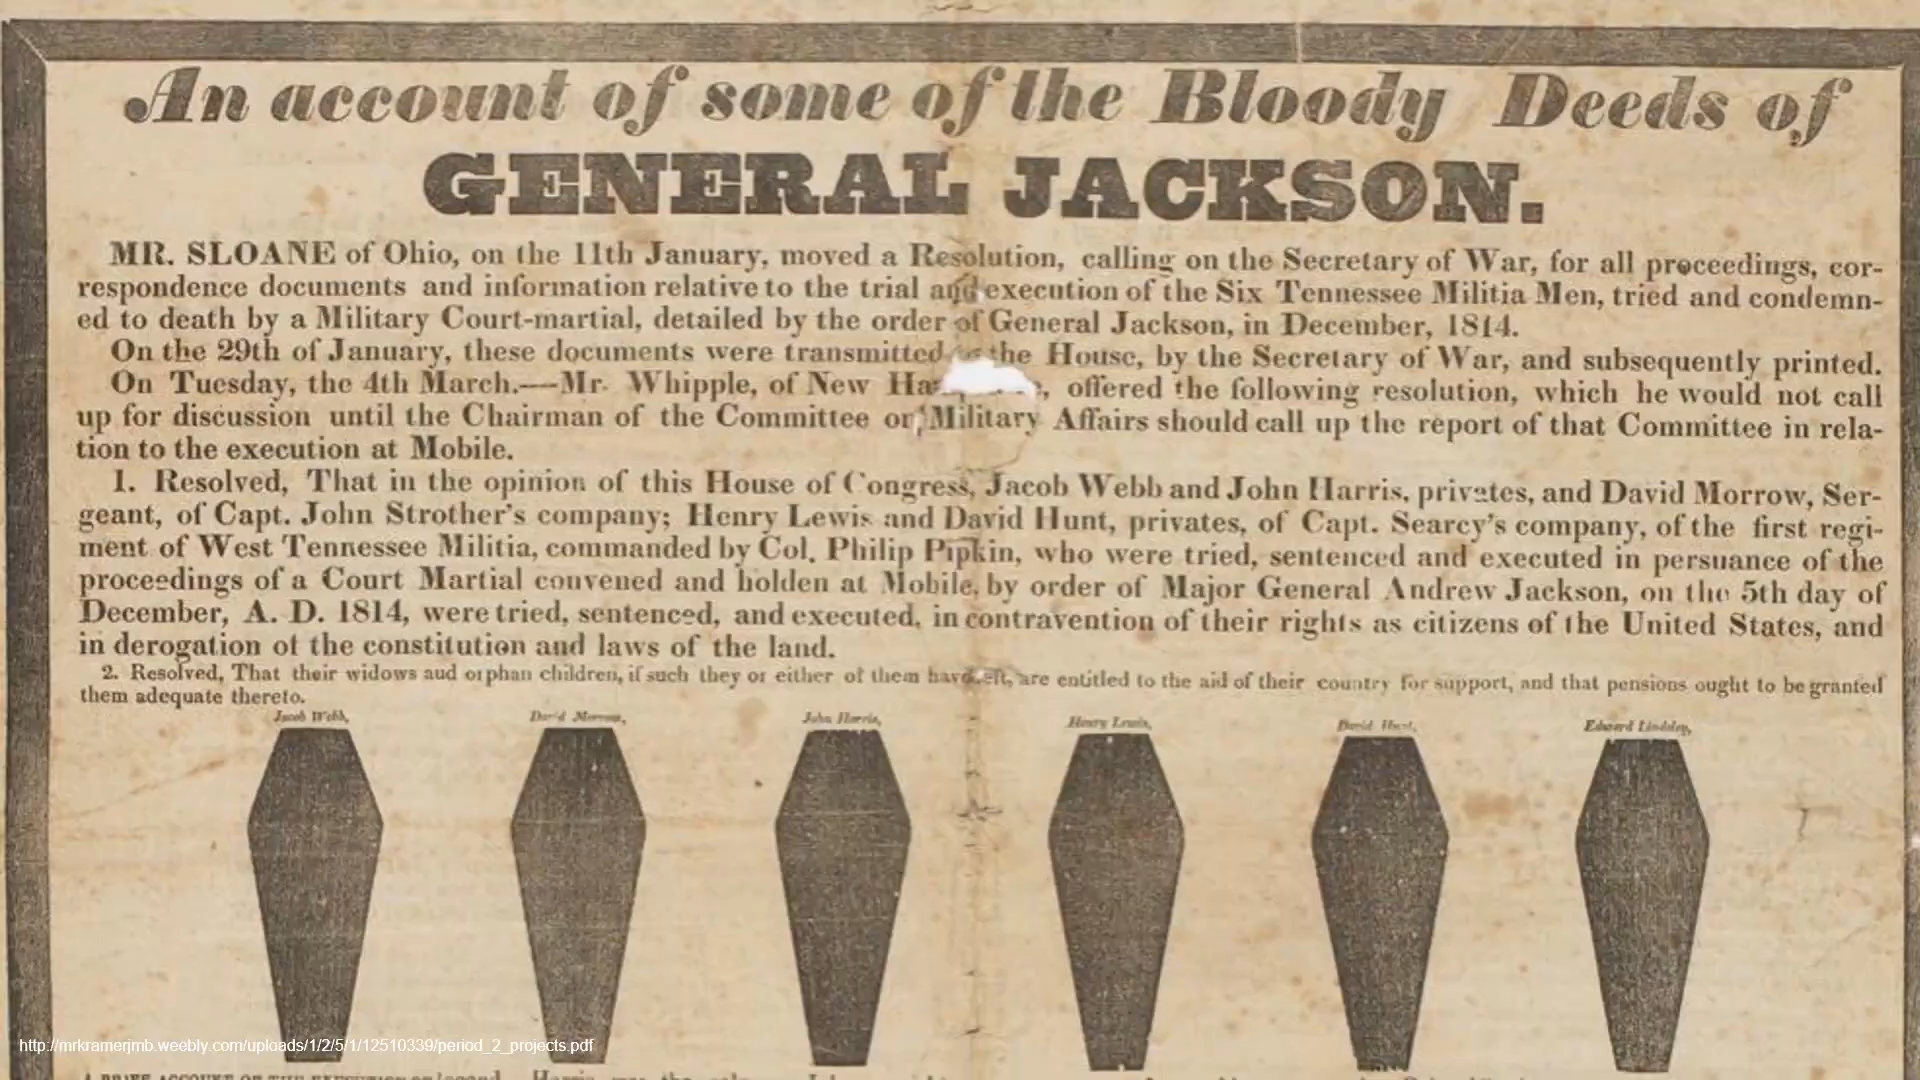 An account of some of the Bloody Deeds of
GENERAL JACKSON.
MR. SLOANE of Ohio, on the 11th January, moved a Resolution, calling on the Secretary of War, for all proceedings, cor-
respondence documents and information relative to the trial and execution of the Six Tennessee Militia Men, tried and condemn-
ed to death by a Military Court-martial, detailed by the order of General Jackson, in December, 1814.
On the 29th of January, these documents were transmitted the House, by the Secretary of War, and subsequently printed.
On Tuesday, the 4th March.—Mr. Whipple, of New offered the following resolution, which he would not call
up for discussion until the Chairman of the Committee on Military Affairs should call up the report of that Committee in rela-
tion to the execution at Mobile.
1. Resolved, That in the opinion of this House of Congress, Jacob Webb and John Harris, privates, and David Morrow, Ser-
geant, of Capt. John Strother's company; Henry Lewis and David Hunt, privates, of Capt. Searcy's company, of the first regi-
ment of West Tennessee Militia, commanded by Col. Philip Pipkin, who were tried, sentenced and executed in persuance of the
proceedings of a Court Martial convened and holden at Mobile, by order of Major General Andrew Jackson, on the 5th day of
December, A. D. 1814, were tried, sentenced, and executed, in contravention of their rights as citizens of the United States, and
in derogation of the constitution and laws of the land.
2. Resolved, That their widows and orphan children, if such they or either of them have left, are entitled to the aid of their country for support, and that pensions ought to be granted
them adequate thereto.
Jacob Webb, David Morrow, John Harris, Henry Lewis, David Hunt, Edward Lindsley,
http://mrkramerjmb.weebly.com/uploads/1/2/5/1/12510339/period_2_projects.pdf